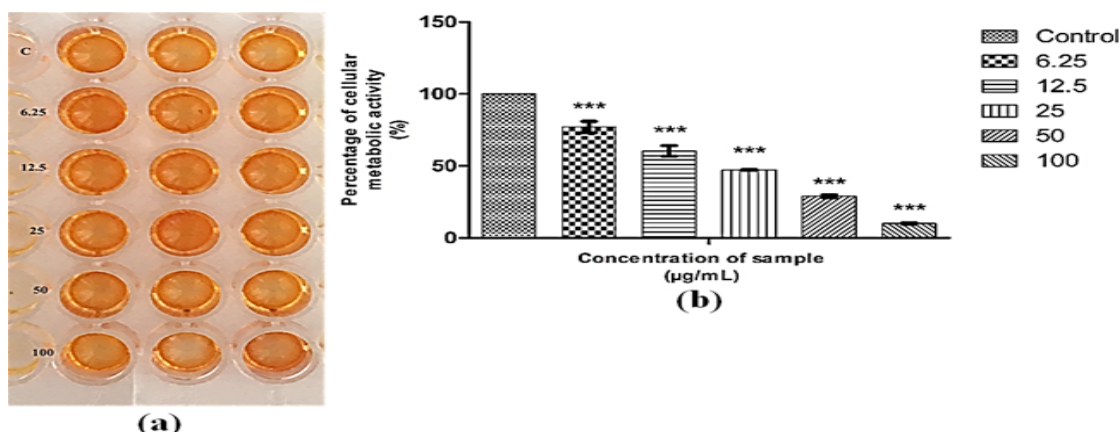 C
6.25
12.5
25
50
100
(a)
Percentage of cellular
metabolic activity
(%)
150
100
50
0
***
***
***
***
***
Concentration of sample
(µg/mL)
(b)
Control
6.25
12.5
25
50
100